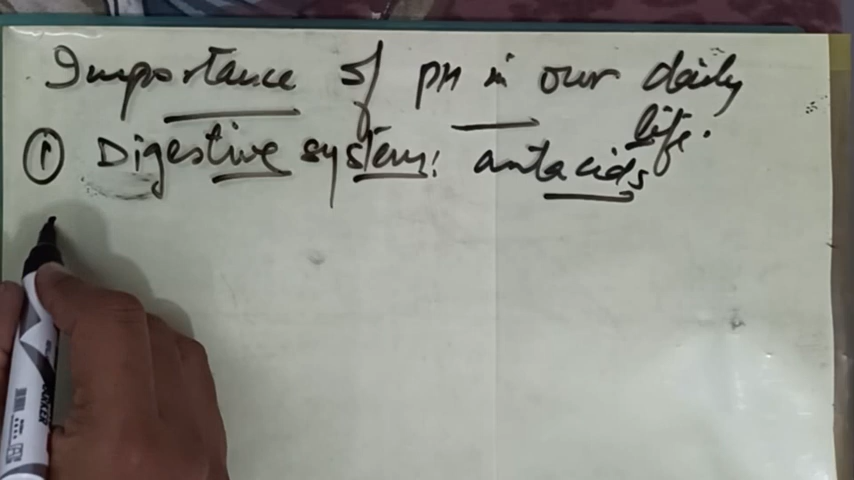 Importance of pH in our daily
life.
① Digestive system: antacids